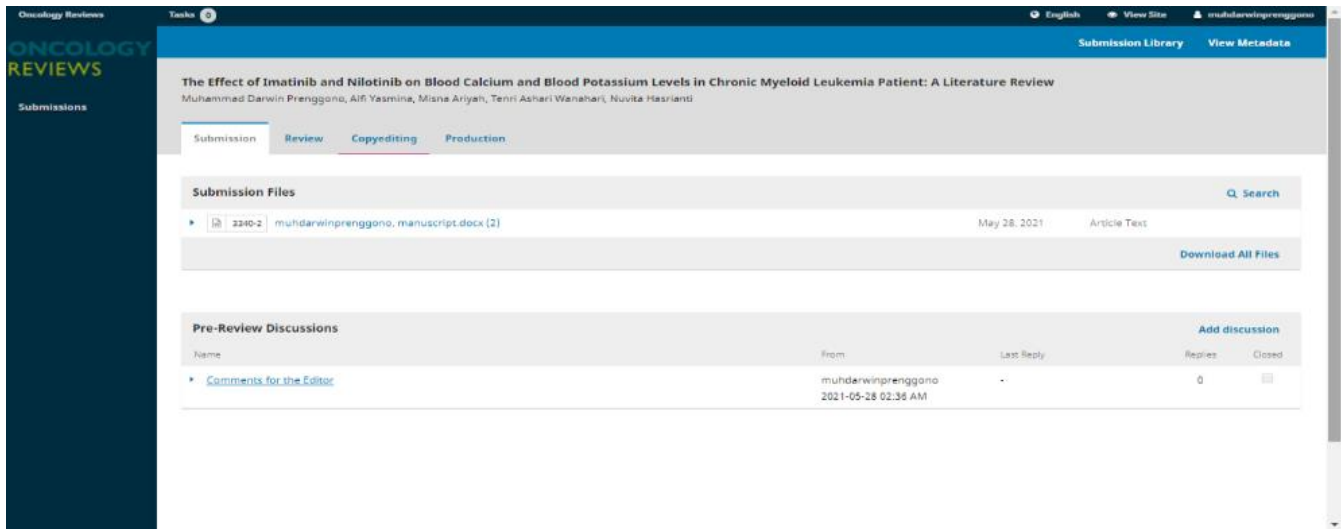 Oncology Reviews Tasks 0 English View Site muhdarwinprenggono
ONCOLOGY
REVIEWS
Submission Library View Metadata
Submissions
The Effect of Imatinib and Nilotinib on Blood Calcium and Blood Potassium Levels in Chronic Myeloid Leukemia Patient: A Literature Review
Muhammad Darwin Prenggono, Alfi Yasmina, Misna Ariyah, Tenri Ashari Wanahari, Nuvita Hasrianti
Submission Review Copyediting Production
Submission Files Search
3340-2 muhdarwinprenggono, manuscript.docx (2) May 28, 2021 Article Text
Download All Files
Pre-Review Discussions Add discussion
Name From Last Reply Replies Closed
Comments for the Editor muhdarwinprenggono - 0
2021-05-28 02:36 AM